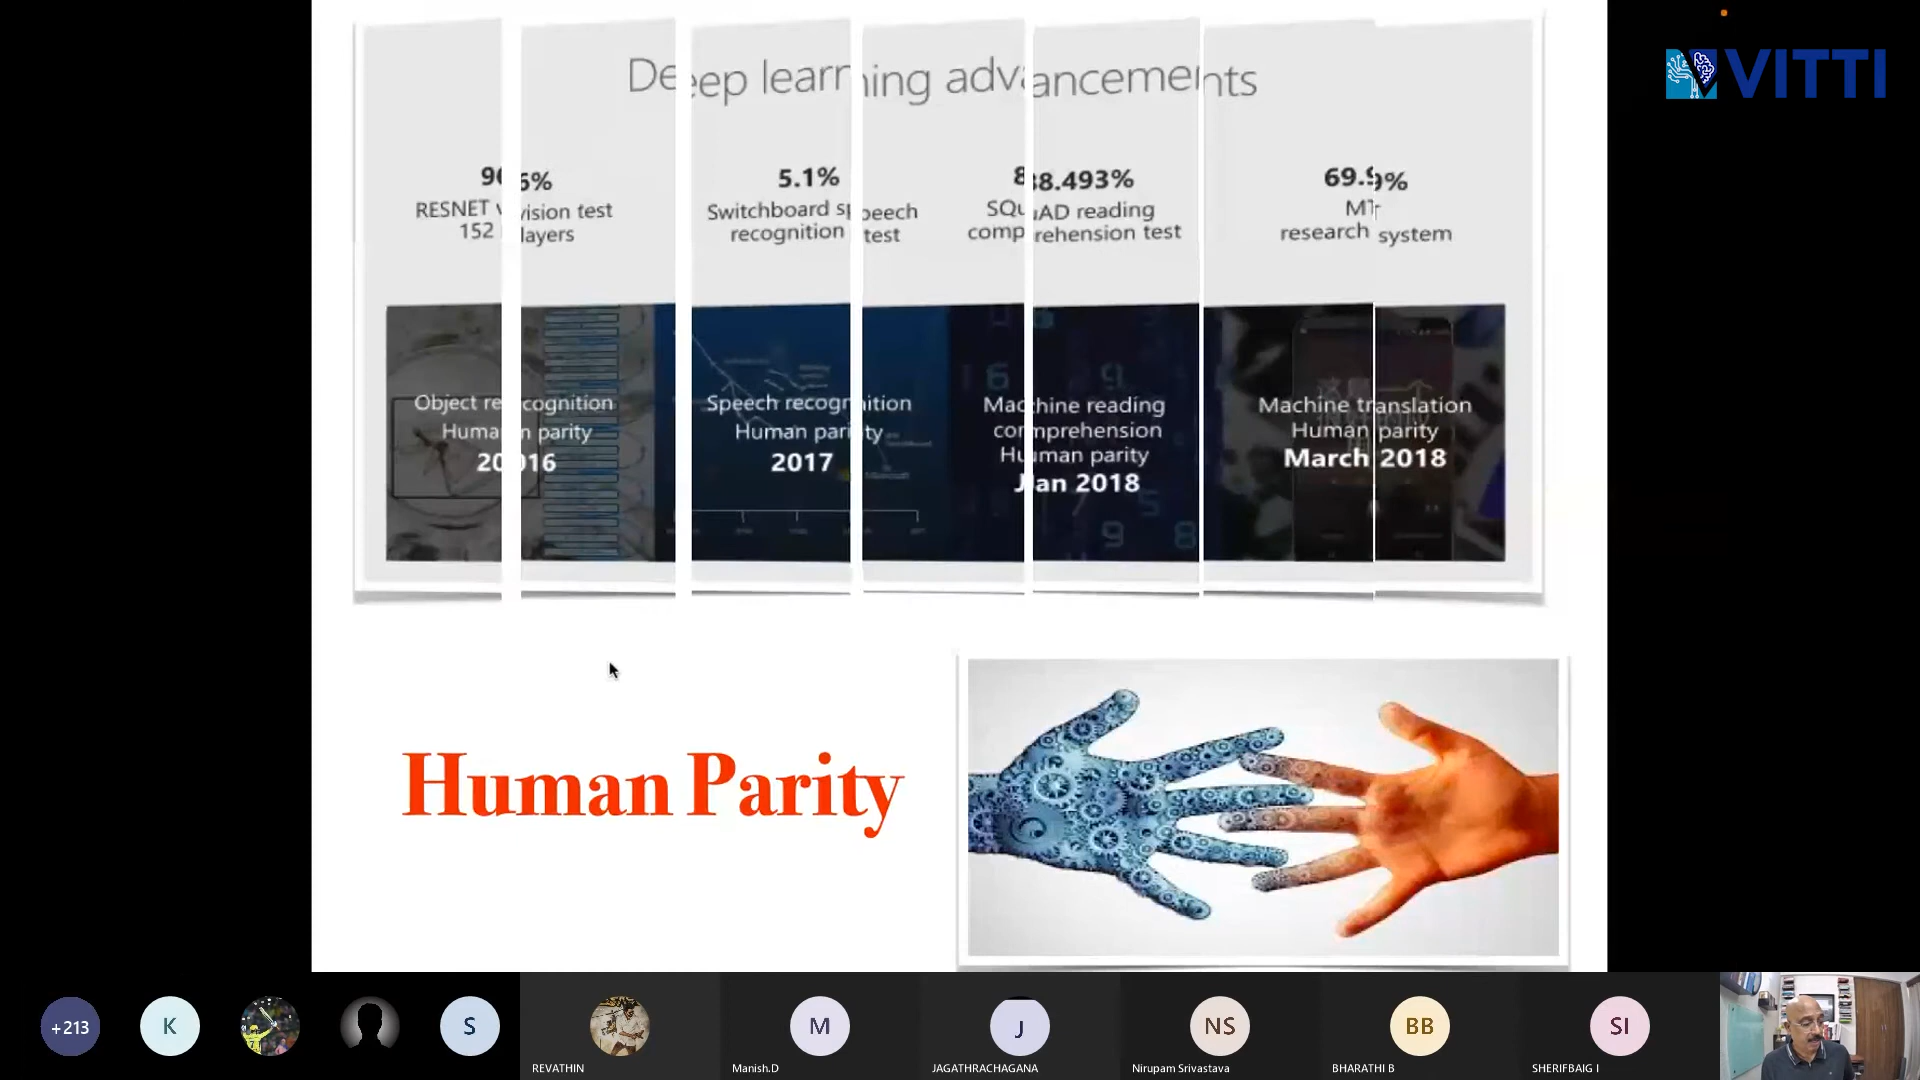 VITTI
Deep learning advancements
96%
RESNET vision test
152 layers
5.1%
Switchboard speech
recognition test
88.493%
SQuAD reading
comprehension test
69.9%
MT
research system
Object recognition
Human parity
2016
Speech recognition
Human parity
2017
Machine reading
comprehension
Human parity
Jan 2018
Machine translation
Human parity
March 2018
Human Parity
+213
K
S
REVATHIN
M
Manish.D
J
JAGATHRACHAGANA
NS
Nirupam Srivastava
BB
BHARATHI B
SI
SHERIFBAIG I